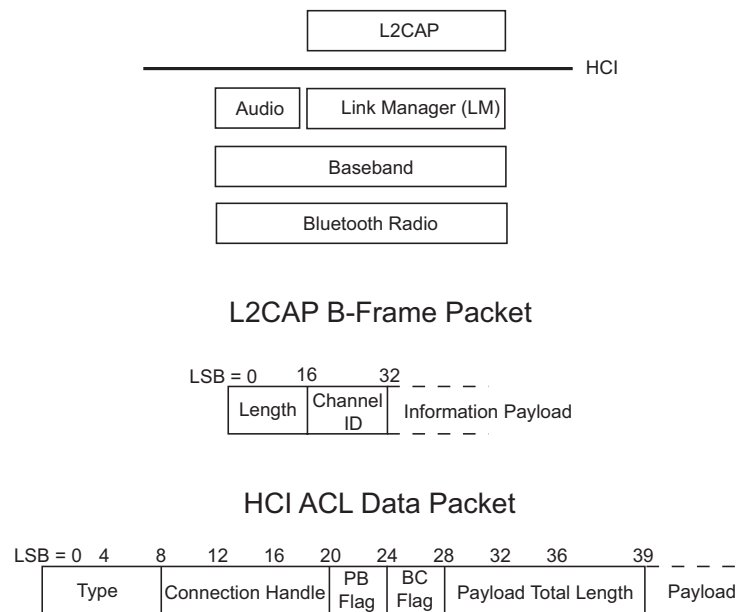 L2CAP
HCI
Audio
Link Manager (LM)
Baseband
Bluetooth Radio
L2CAP B-Frame Packet
LSB = 0 16 32
Length
Channel
ID
Information Payload
HCI ACL Data Packet
LSB = 0 4 8 12 16 20 24 28 32 36 39
Type
Connection Handle
PB
Flag
BC
Flag
Payload Total Length
Payload